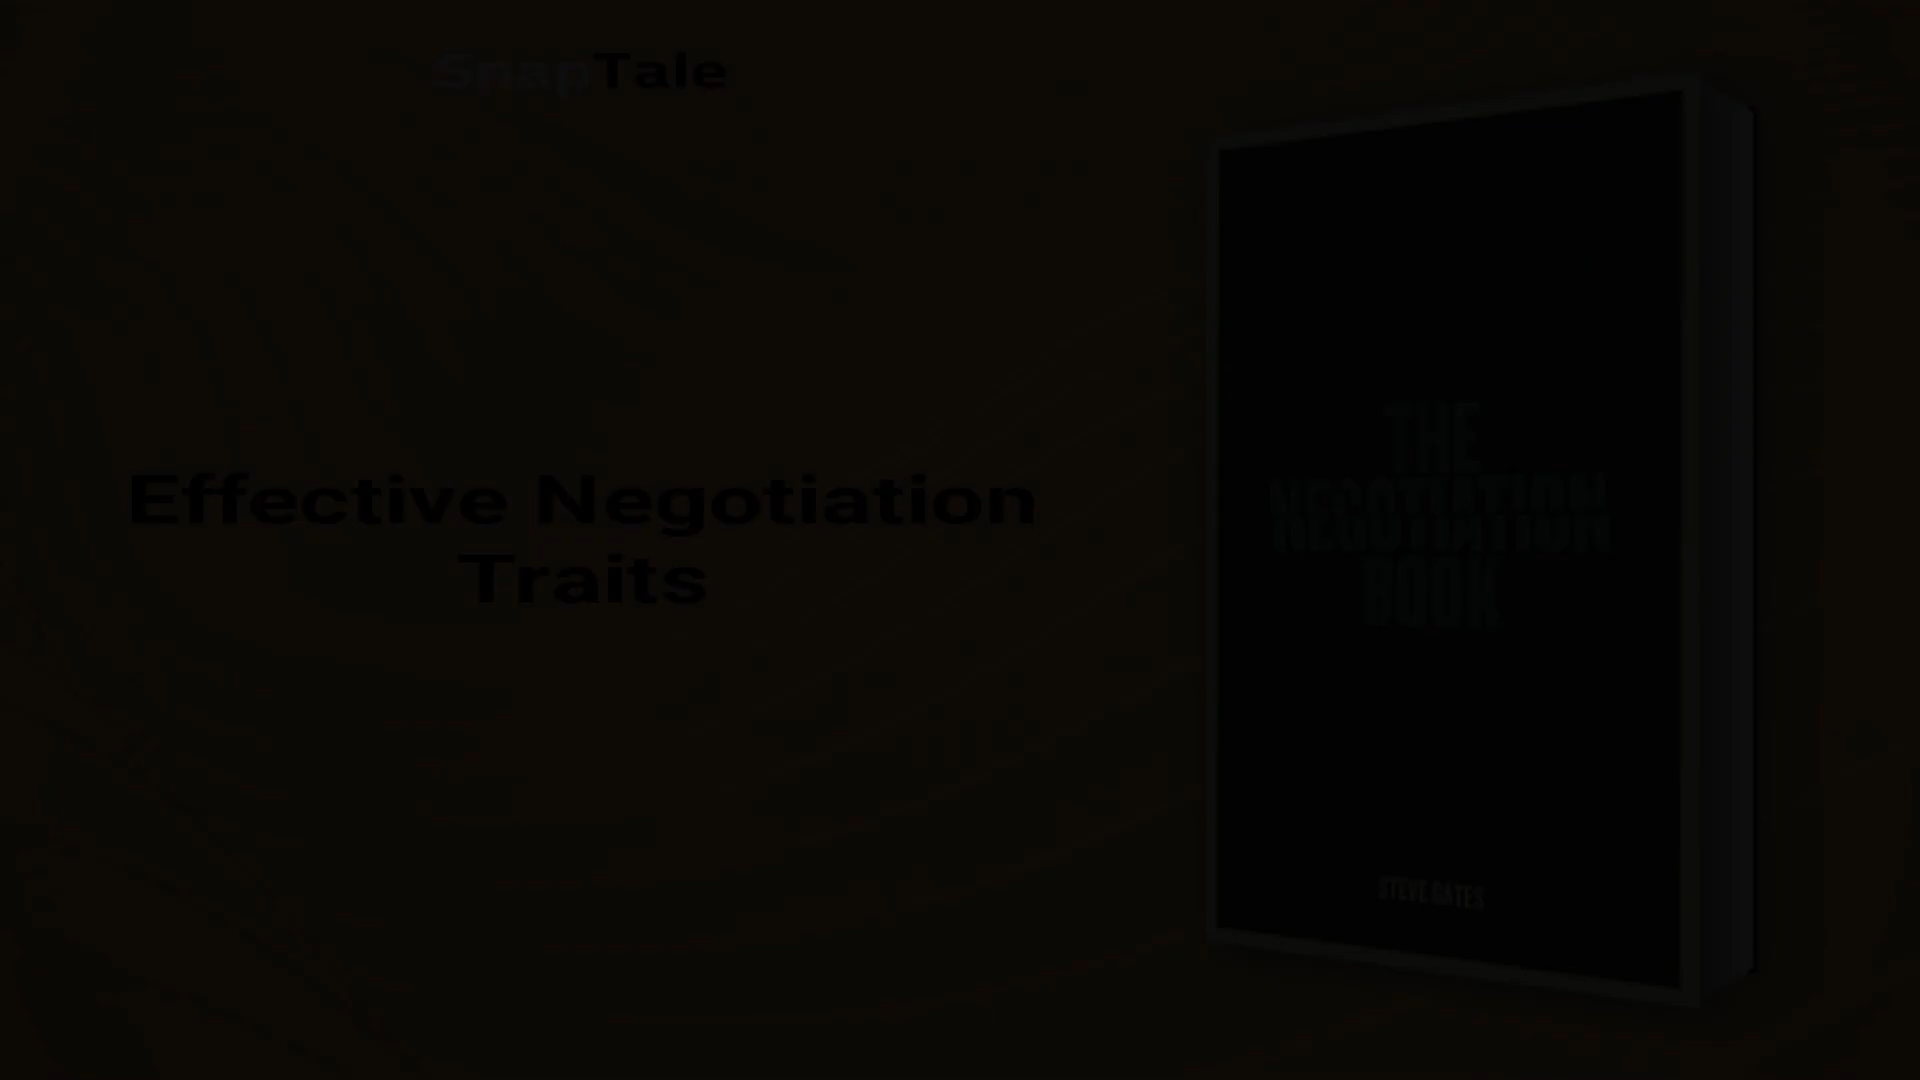 SnapTale
Effective Negotiation
Traits
THE
NEGOTIATION
BOOK
STEVE GATES